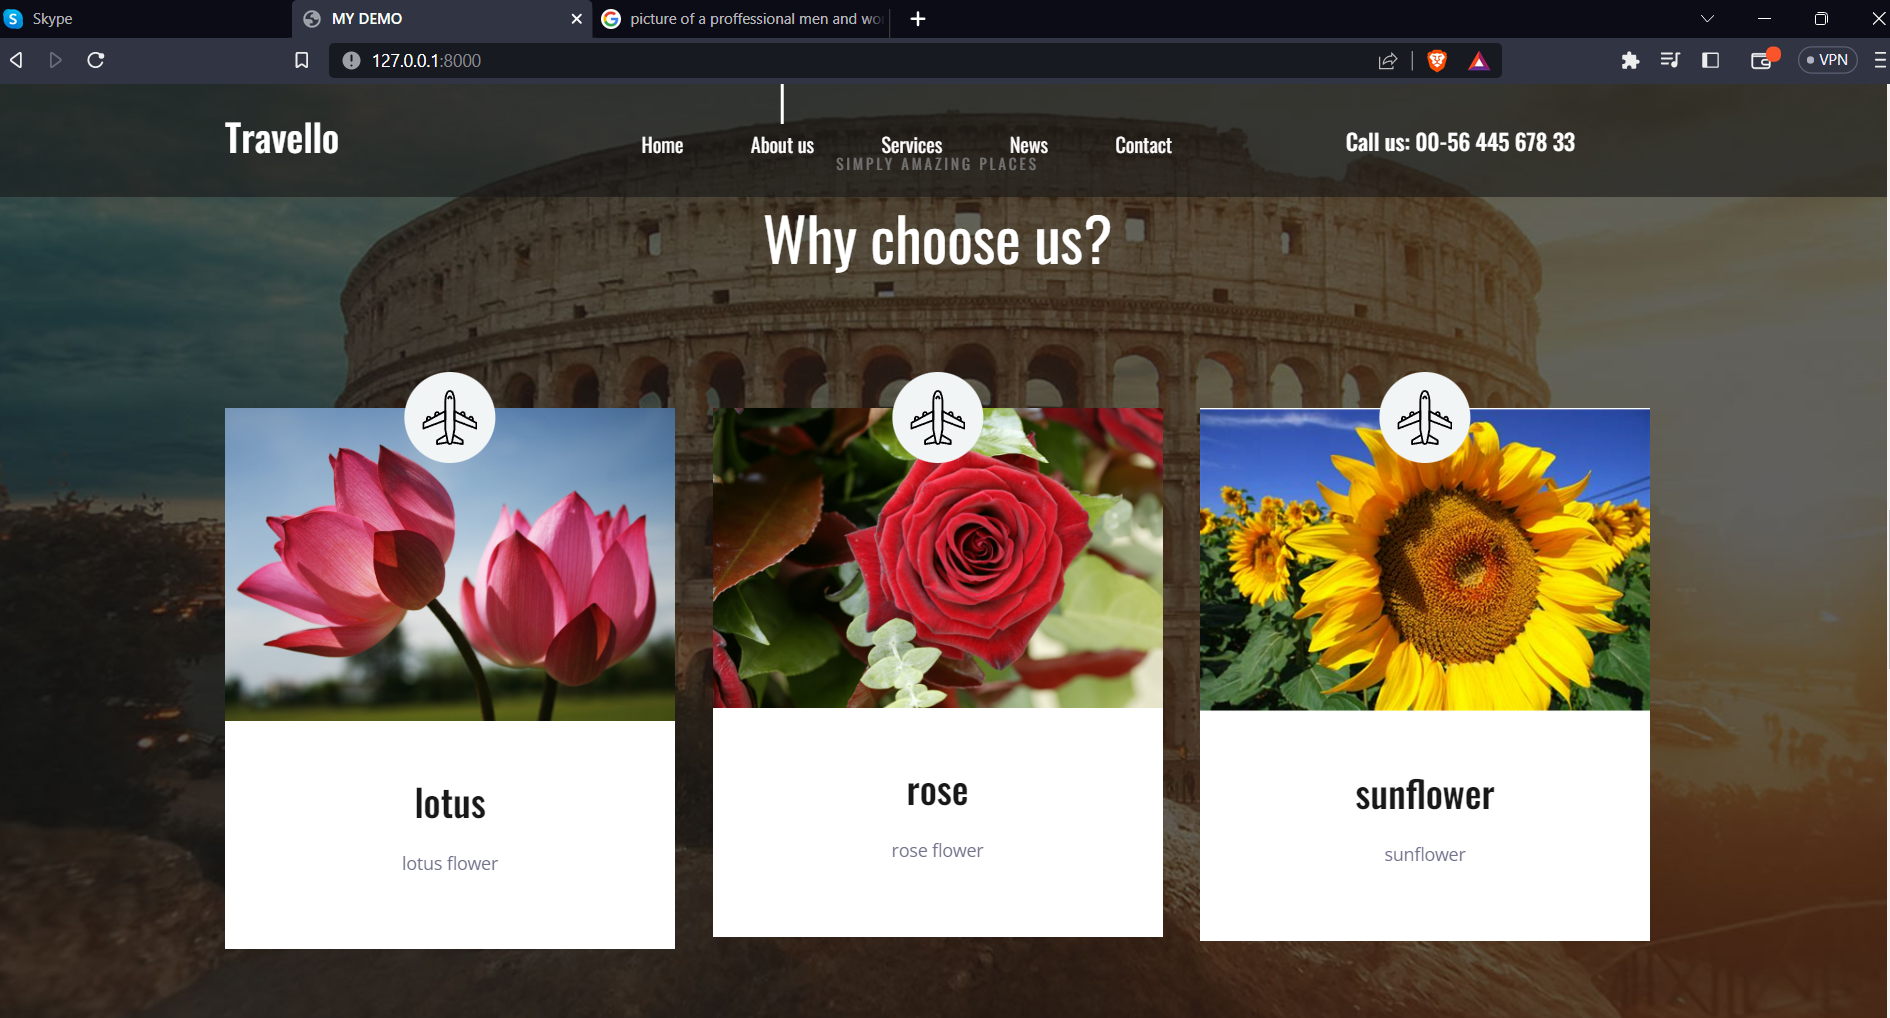 Skype
MY DEMO
picture of a proffessional men and wo
127.0.0.1:8000
VPN
Travello
Home
About us
Services
News
Contact
Call us: 00-56 445 678 33
SIMPLY AMAZING PLACES
Why choose us?
lotus
lotus flower
rose
rose flower
sunflower
sunflower